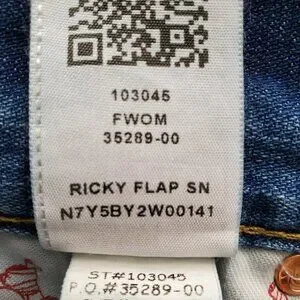 103045
FWOM
35289-00
RICKY FLAP SN
N7Y5BY2W00141
ST#103045
P.O.#35289-00